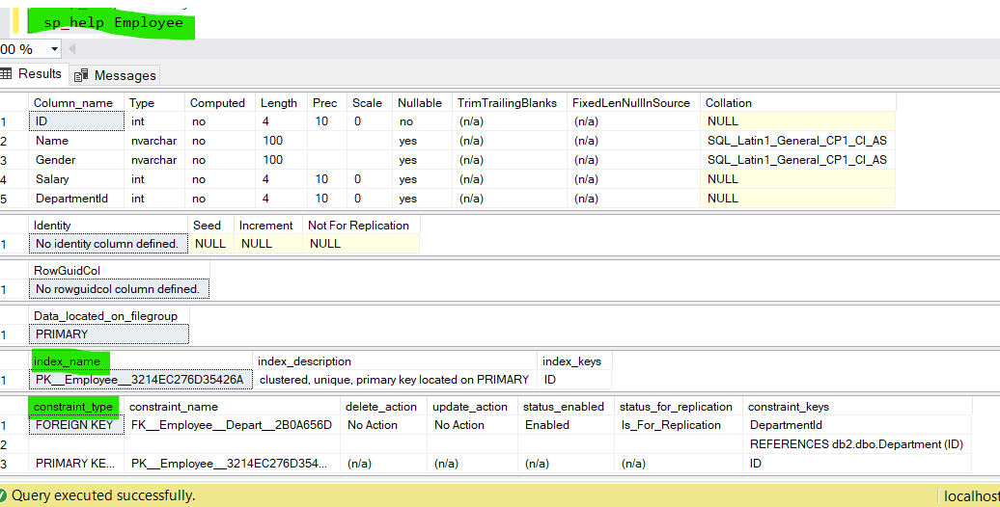 sp_help Employee
00 %
Results Messages
Column_name Type Computed Length Prec Scale Nullable TrimTrailingBlanks FixedLenNullInSource Collation
1 ID int no 4 10 0 no (n/a) (n/a) NULL
2 Name nvarchar no 100 yes (n/a) (n/a) SQL_Latin1_General_CP1_CI_AS
3 Gender nvarchar no 100 yes (n/a) (n/a) SQL_Latin1_General_CP1_CI_AS
4 Salary int no 4 10 0 yes (n/a) (n/a) NULL
5 DepartmentId int no 4 10 0 yes (n/a) (n/a) NULL
Identity Seed Increment Not For Replication
1 No identity column defined. NULL NULL NULL
RowGuidCol
1 No rowguidcol column defined.
Data_located_on_filegroup
1 PRIMARY
index_name index_description index_keys
1 PK__Employee__3214EC276D35426A clustered, unique, primary key located on PRIMARY ID
constraint_type constraint_name delete_action update_action status_enabled status_for_replication constraint_keys
1 FOREIGN KEY FK__Employee__Depart__2B0A656D No Action No Action Enabled Is_For_Replication DepartmentId
2 REFERENCES db2.dbo.Department (ID)
3 PRIMARY KE... PK__Employee__3214EC276D354... (n/a) (n/a) (n/a) (n/a) ID
Query executed successfully. localhost